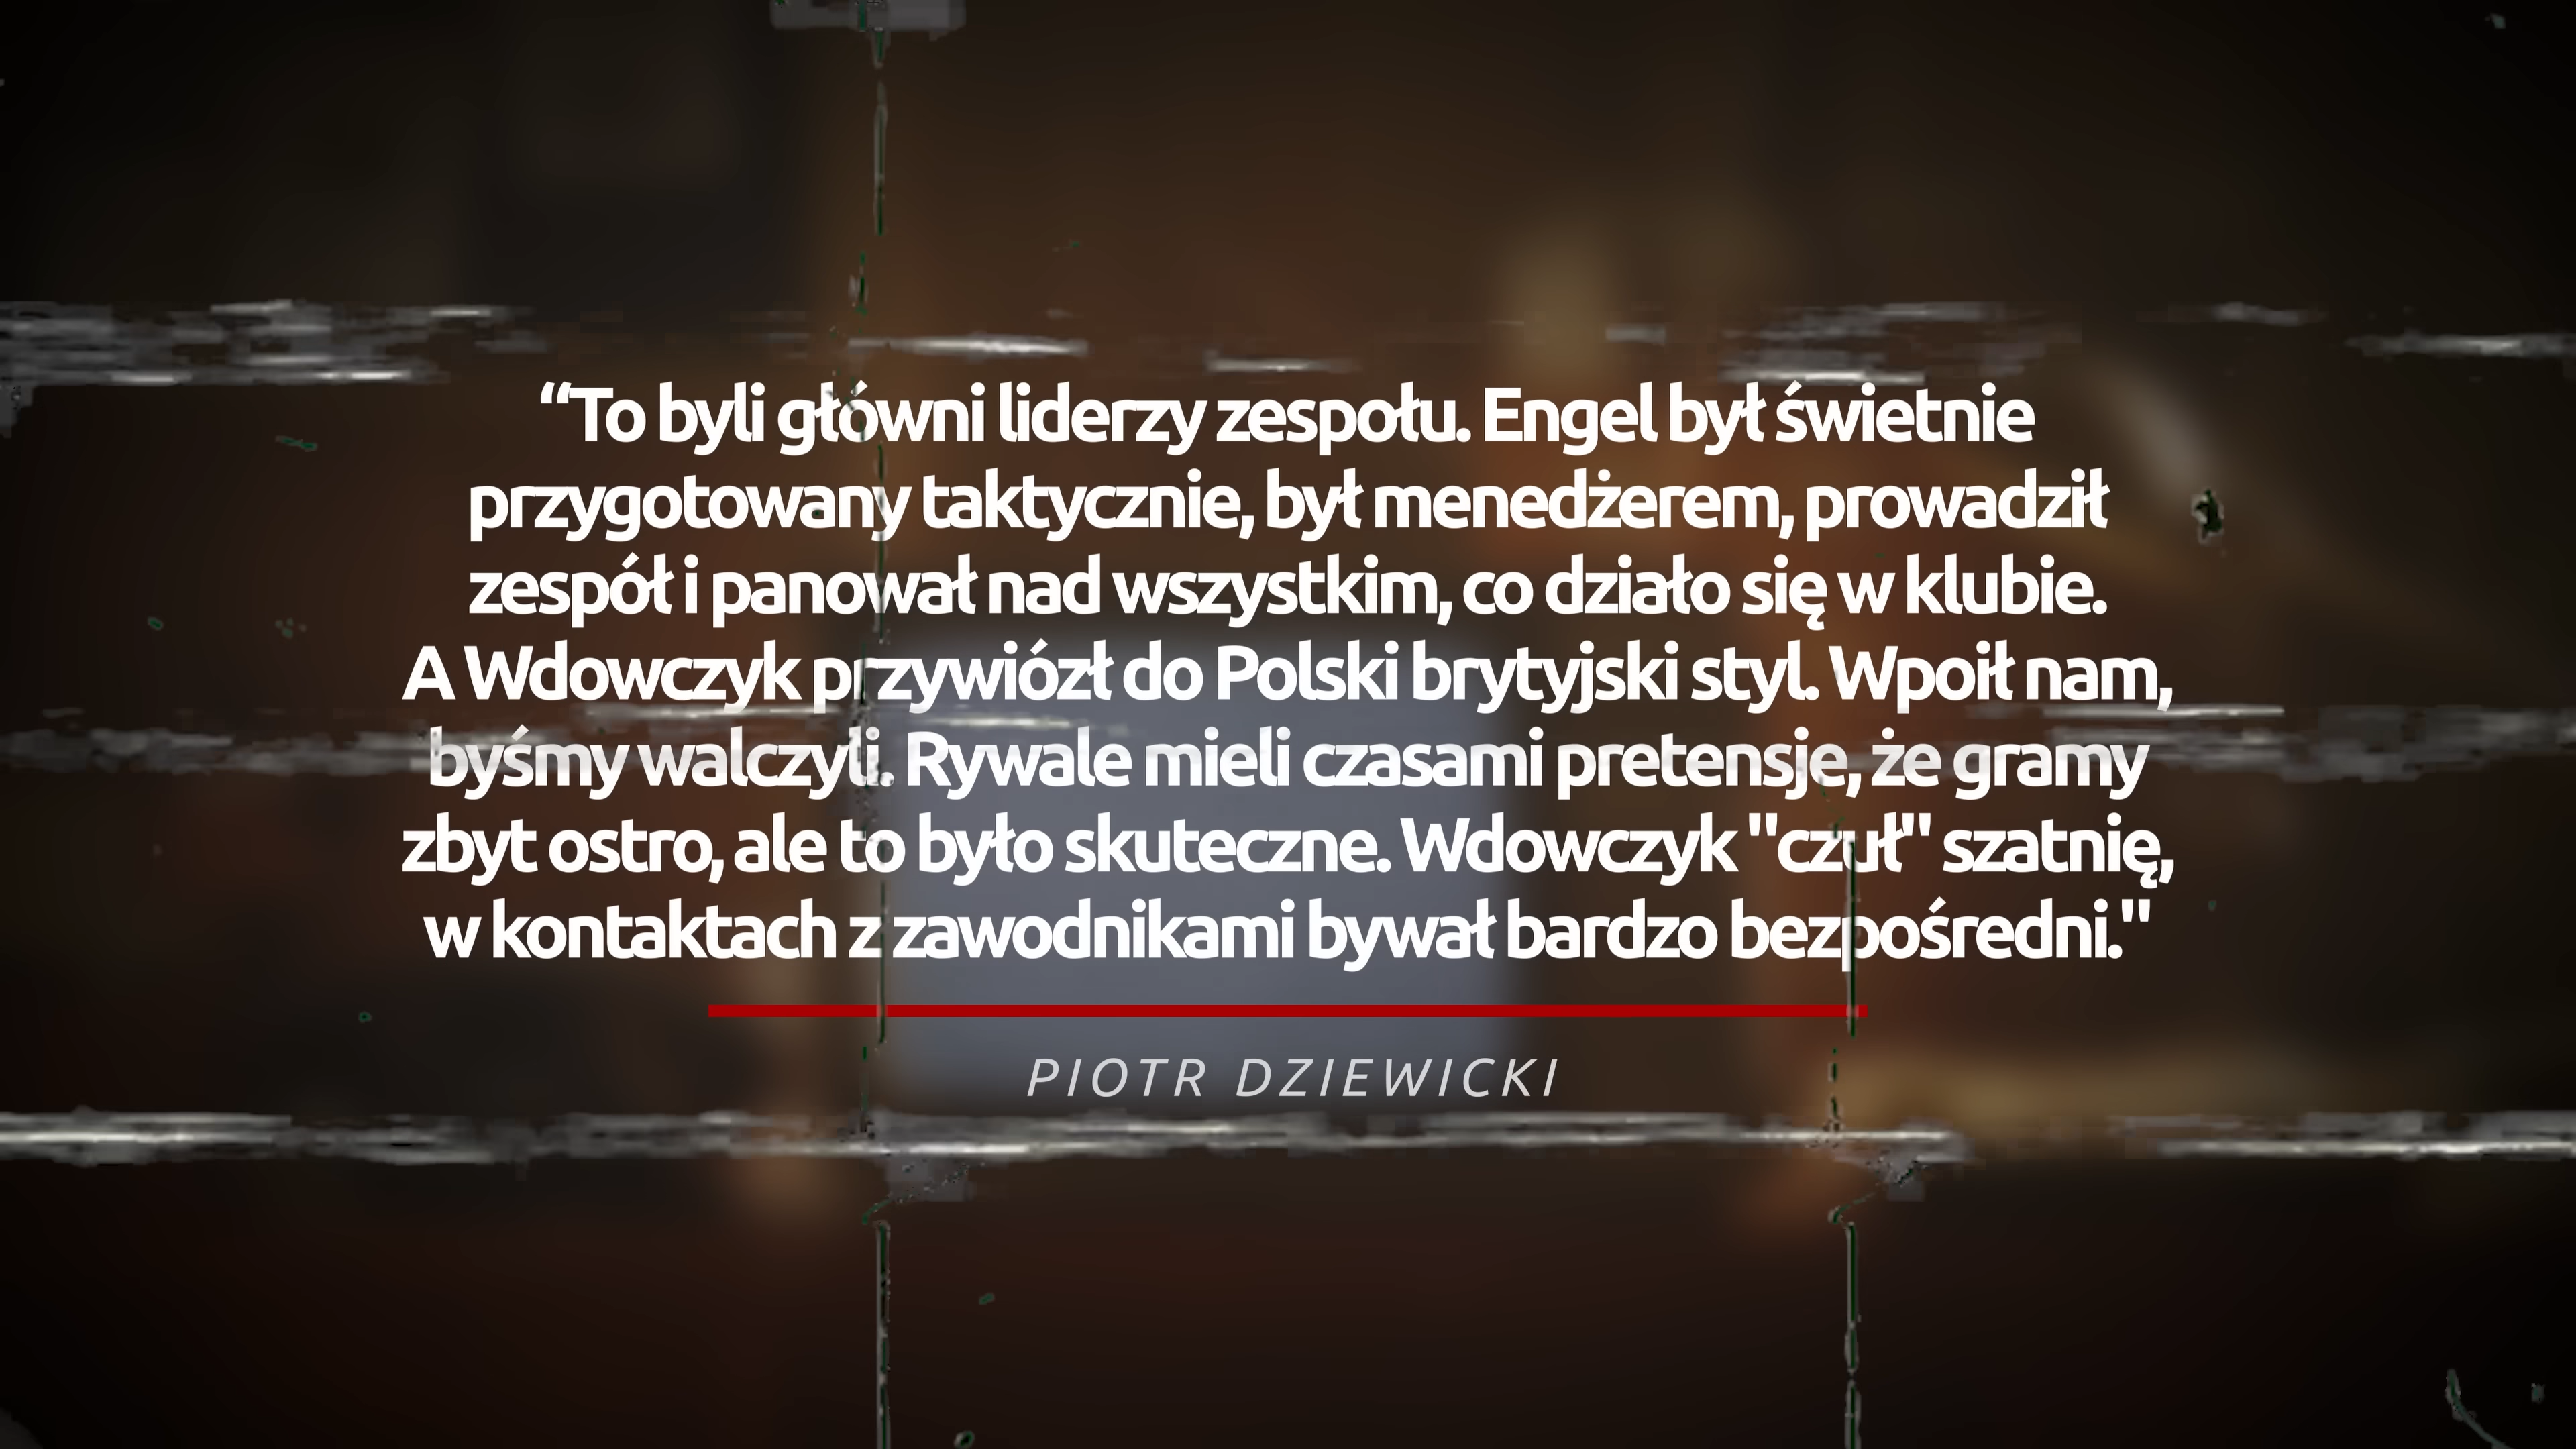 “To byli główni liderzy zespołu. Engel był świetnie
przygotowany taktycznie, był menedżerem, prowadził
zespół i panował nad wszystkim, co działo się w klubie.
A Wdowczyk przywiózł do Polski brytyjski styl. Wpoił nam,
byśmy walczyli. Rywale mieli czasami pretensje, że gramy
zbyt ostro, ale to było skuteczne. Wdowczyk "czuł" szatnię,
w kontaktach z zawodnikami bywał bardzo bezpośredni."
PIOTR DZIEWICKI